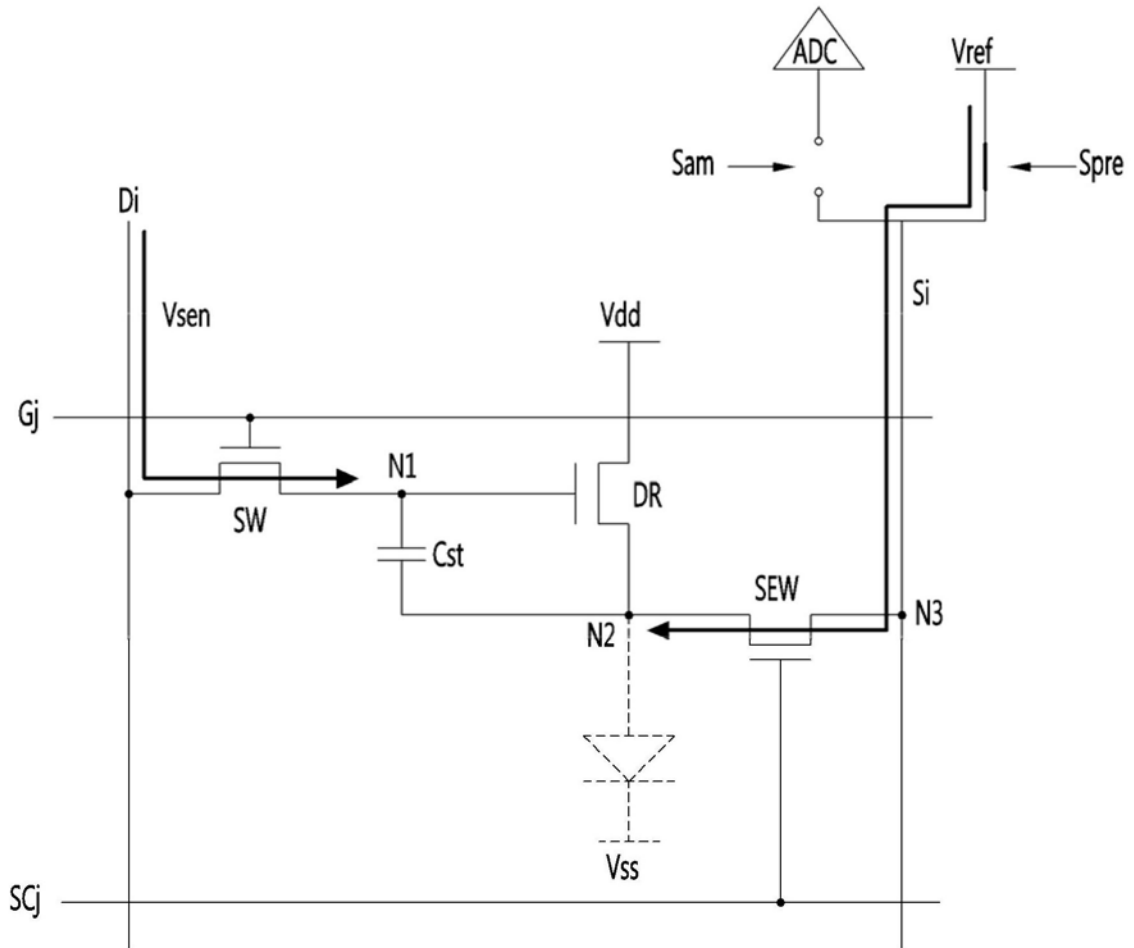 ADC
Vref
Sam
Spre
Di
Vsen
Si
Vdd
Gj
N1
DR
SW
Cst
SEW
N3
N2
Vss
SCj